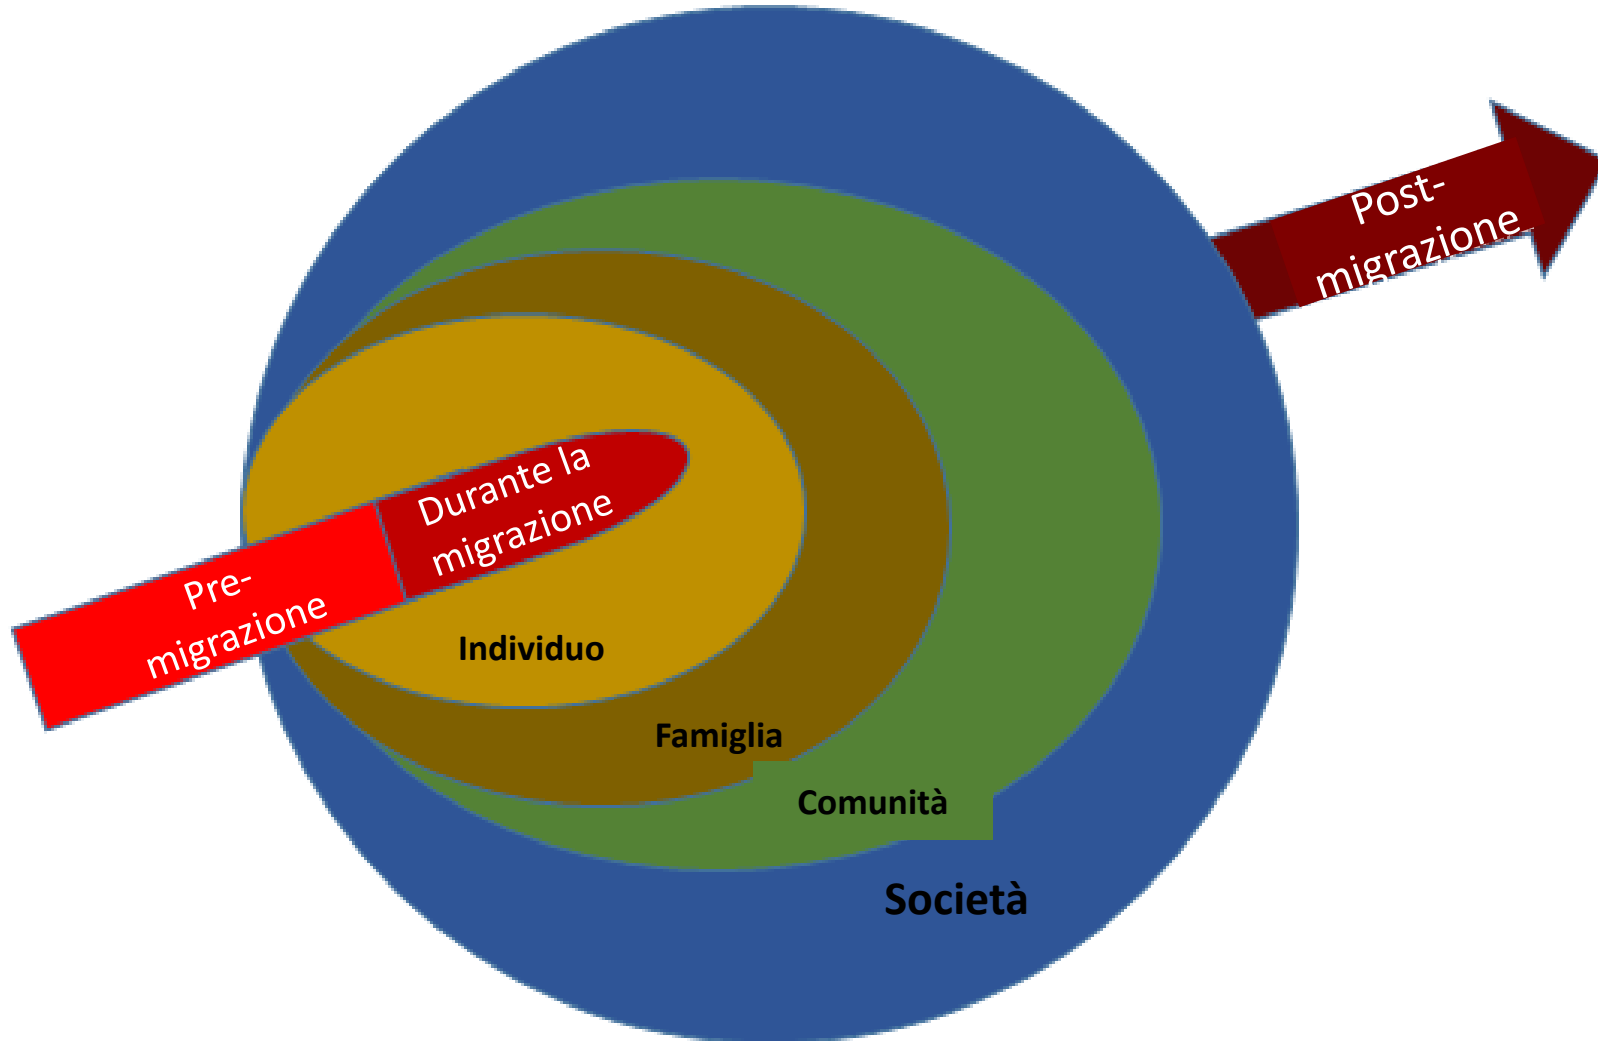 Post-
migrazione
Durante la
migrazione
Pre-
migrazione
Individuo
Famiglia
Comunità
Società